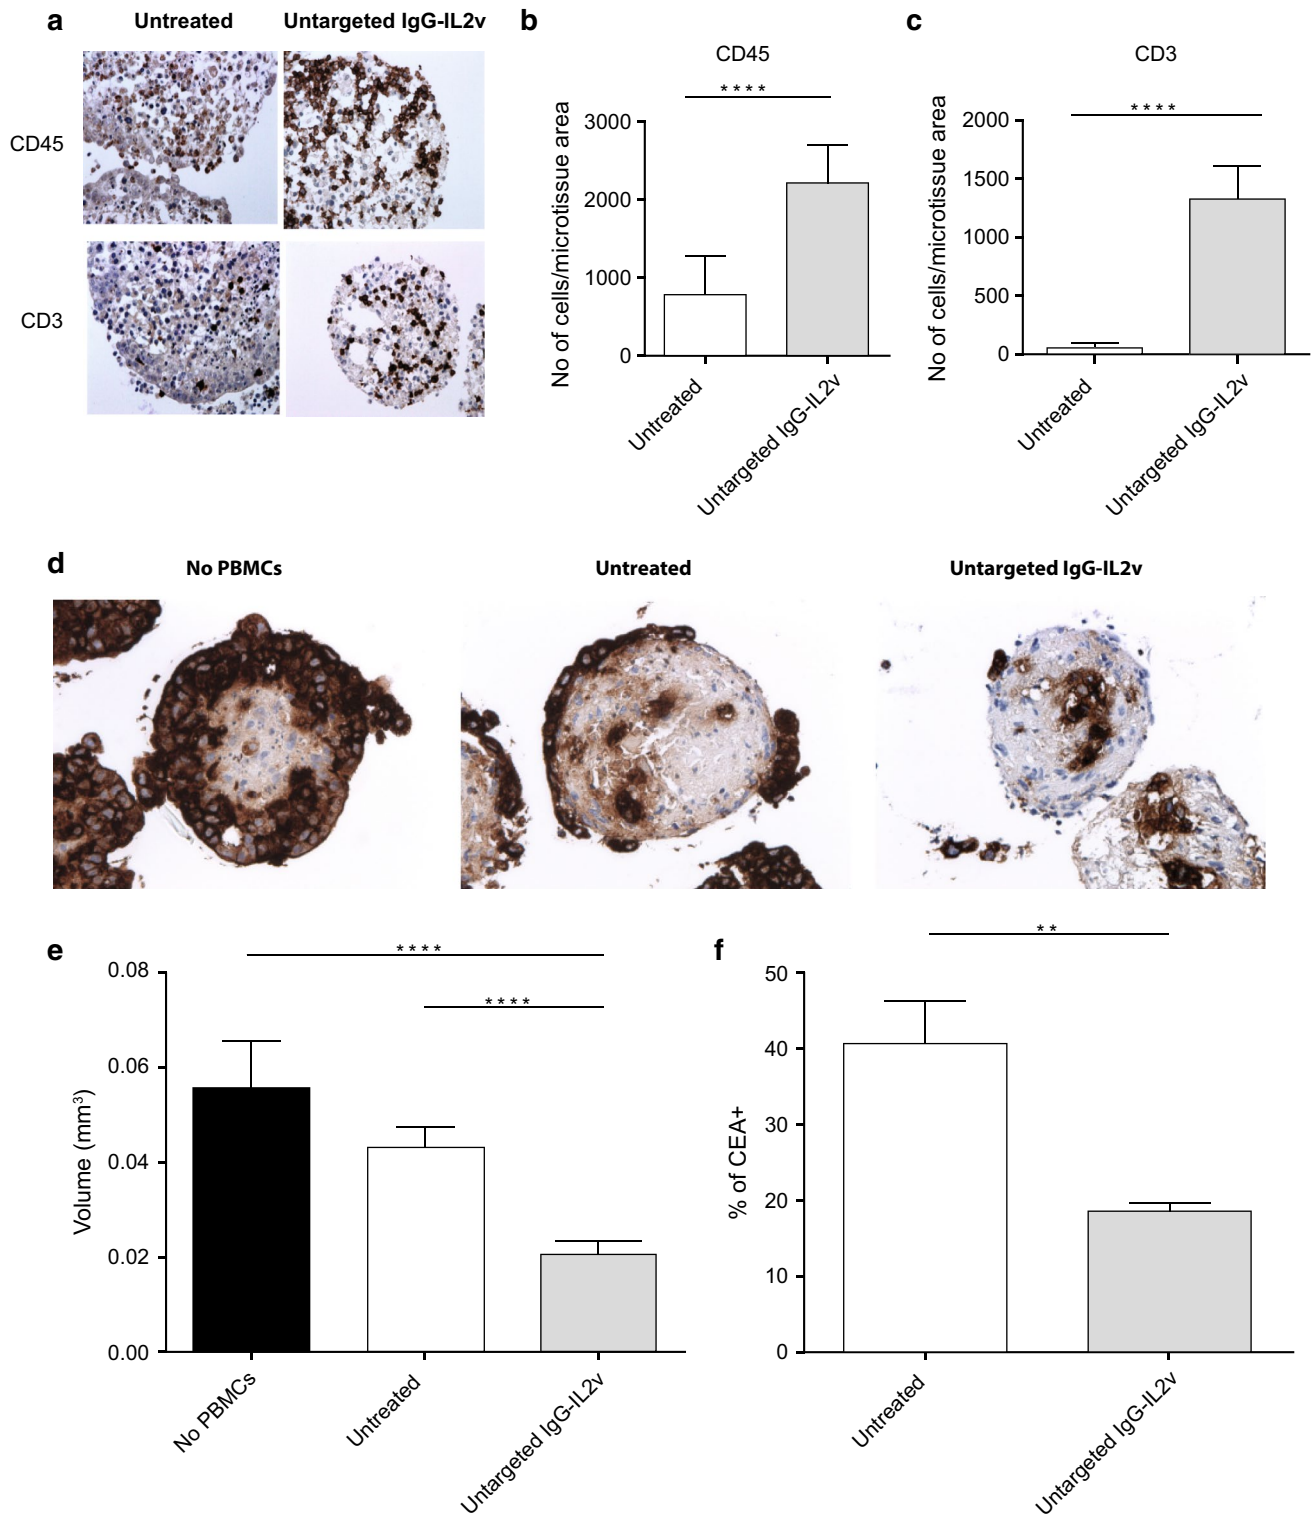 a
Untreated
Untargeted IgG-IL2v
CD45
CD3
b
CD45
****
No of cells/microtissue area
3000
2000
1000
0
Untreated
Untargeted IgG-IL2v
c
CD3
****
No of cells/microtissue area
2000
1500
1000
500
0
Untreated
Untargeted IgG-IL2v
d
No PBMCs
Untreated
Untargeted IgG-IL2v
e
****
****
Volume (mm³)
0.08
0.06
0.04
0.02
0.00
No PBMCs
Untreated
Untargeted IgG-IL2v
f
**
% of CEA+
50
40
30
20
10
0
Untreated
Untargeted IgG-IL2v